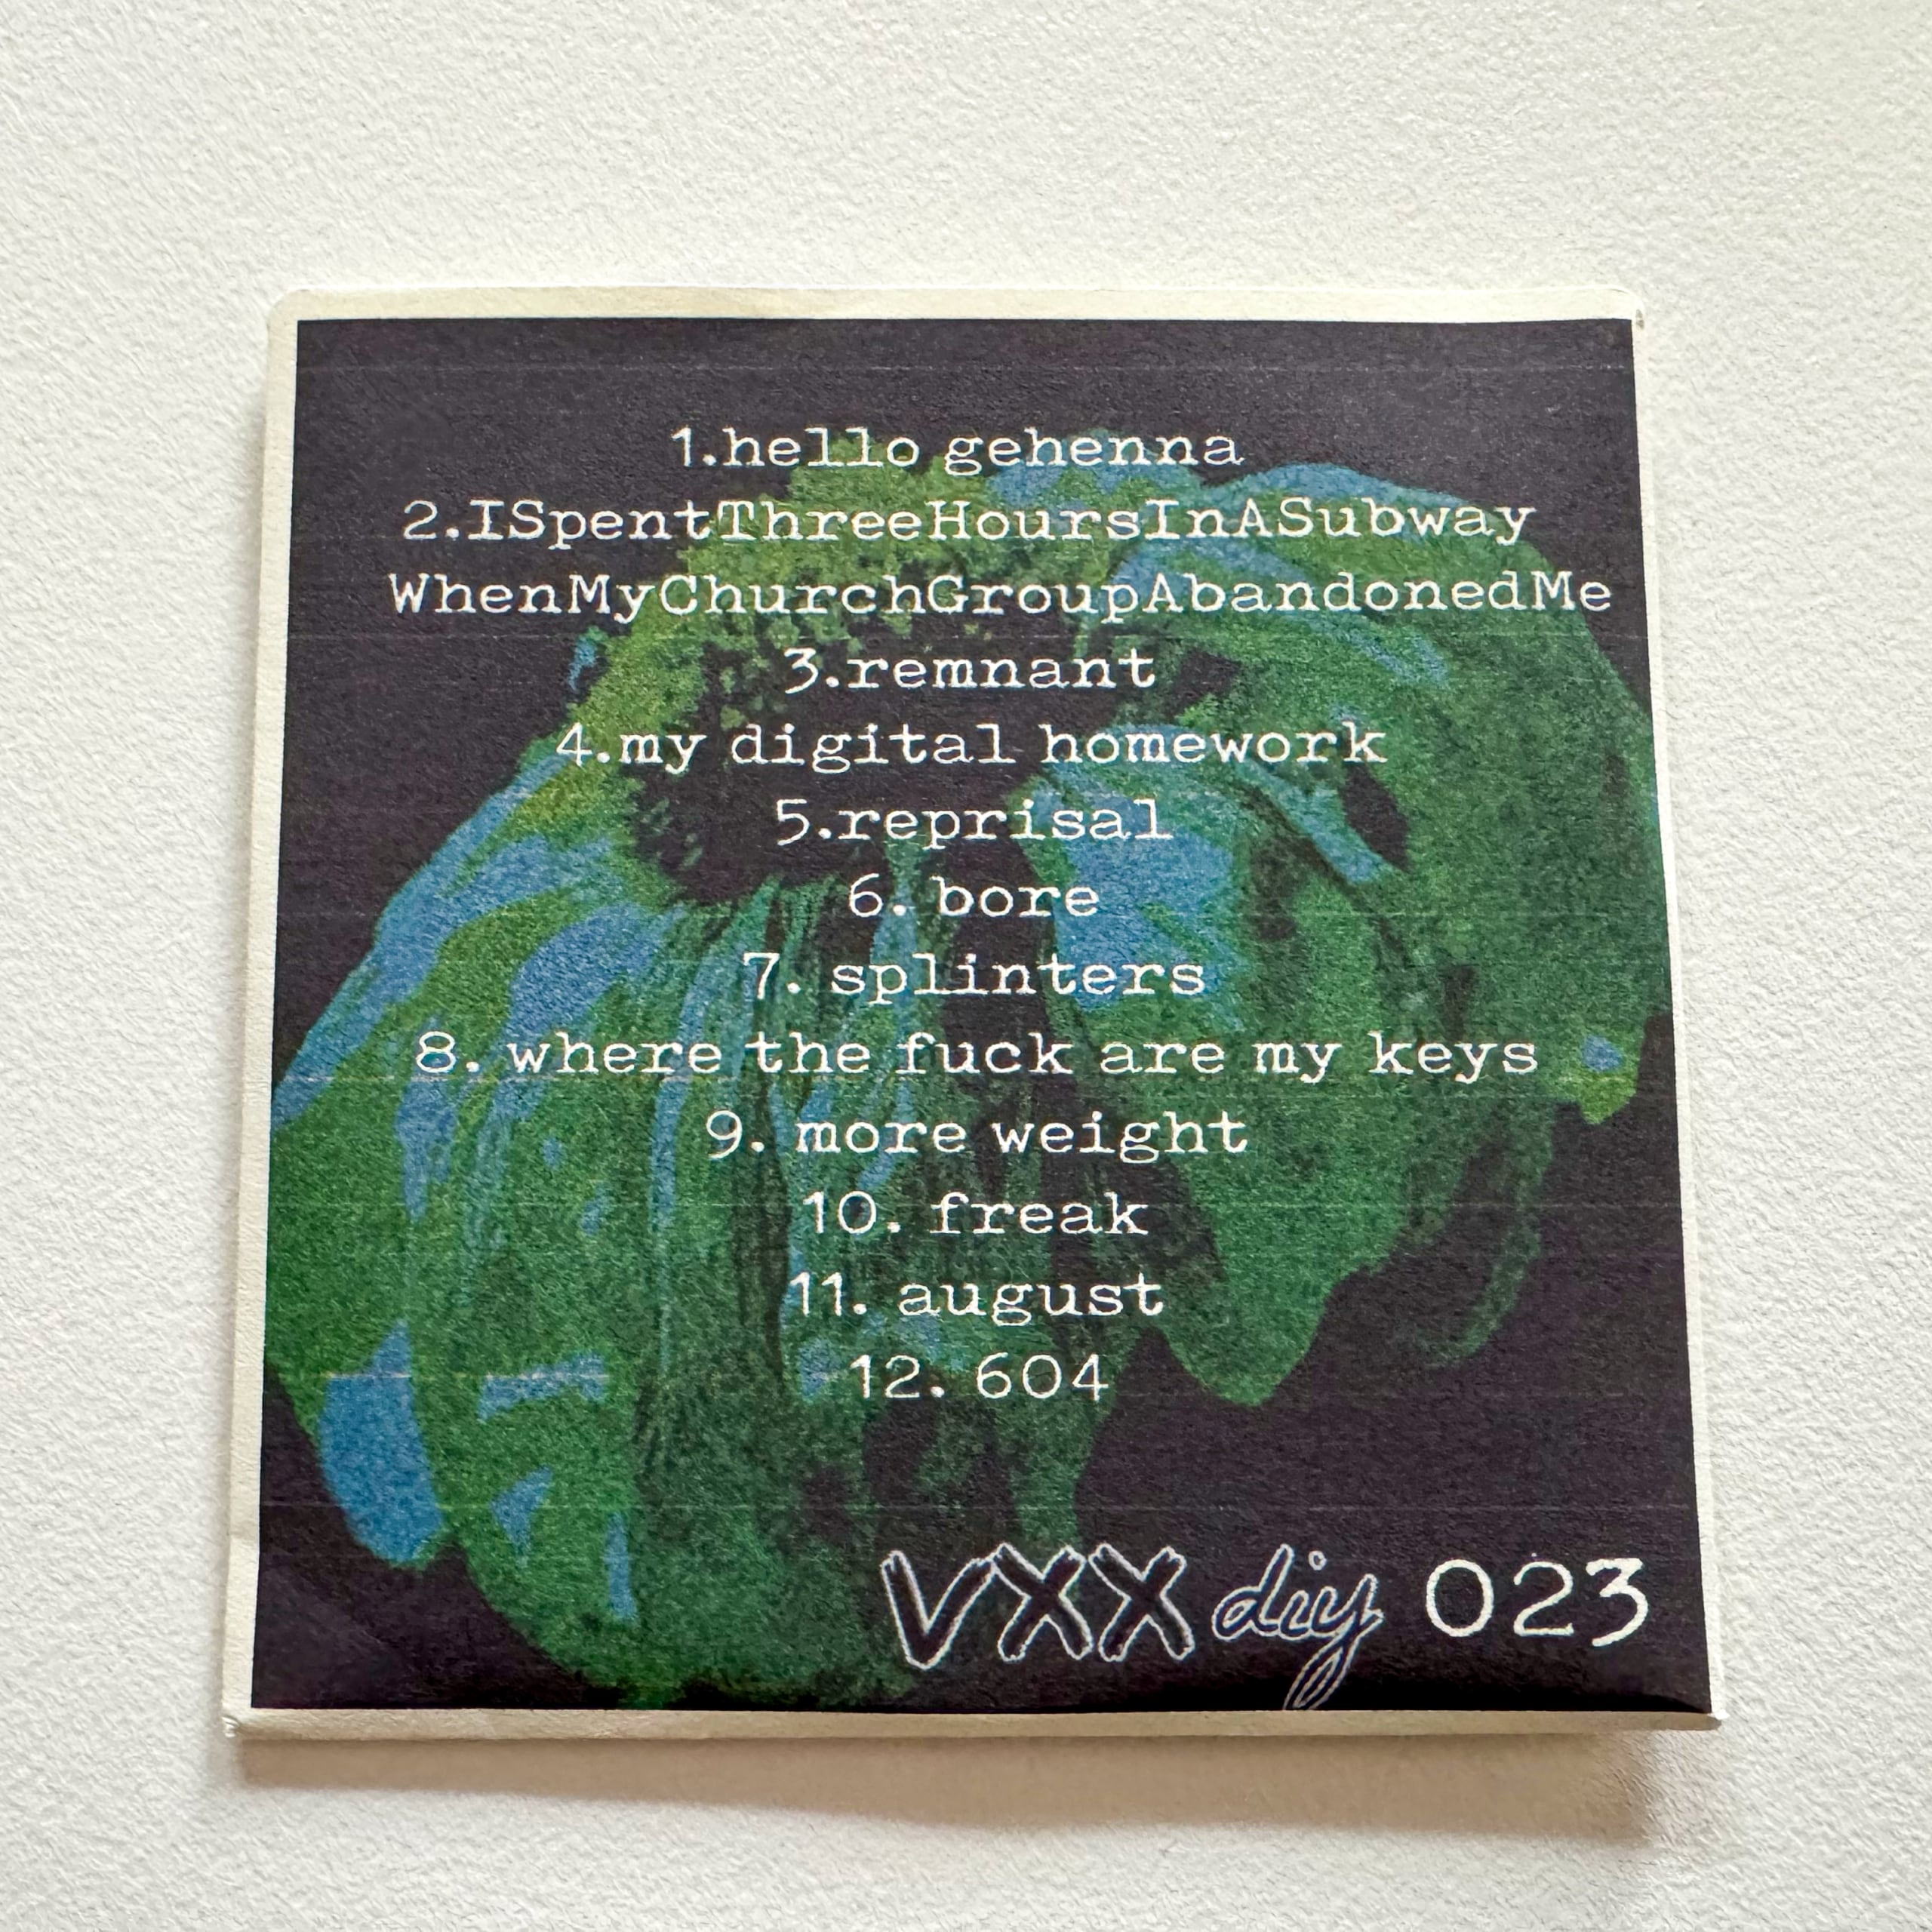 1.hello gehenna
2.ISpentThreeHoursInASubway
WhenMyChurchGroupAbandonedMe
3.remnant
4.my digital homework
5.reprisal
6. bore
7. splinters
8. where the fuck are my keys
9. more weight
10. freak
11. august
12. 604
VXX diy 023